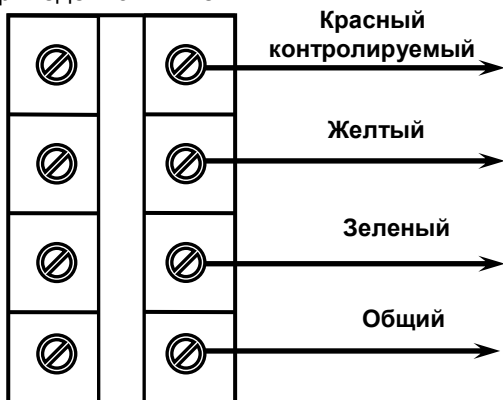 Красный
контролируемый
Желтый
Зеленый
Общий